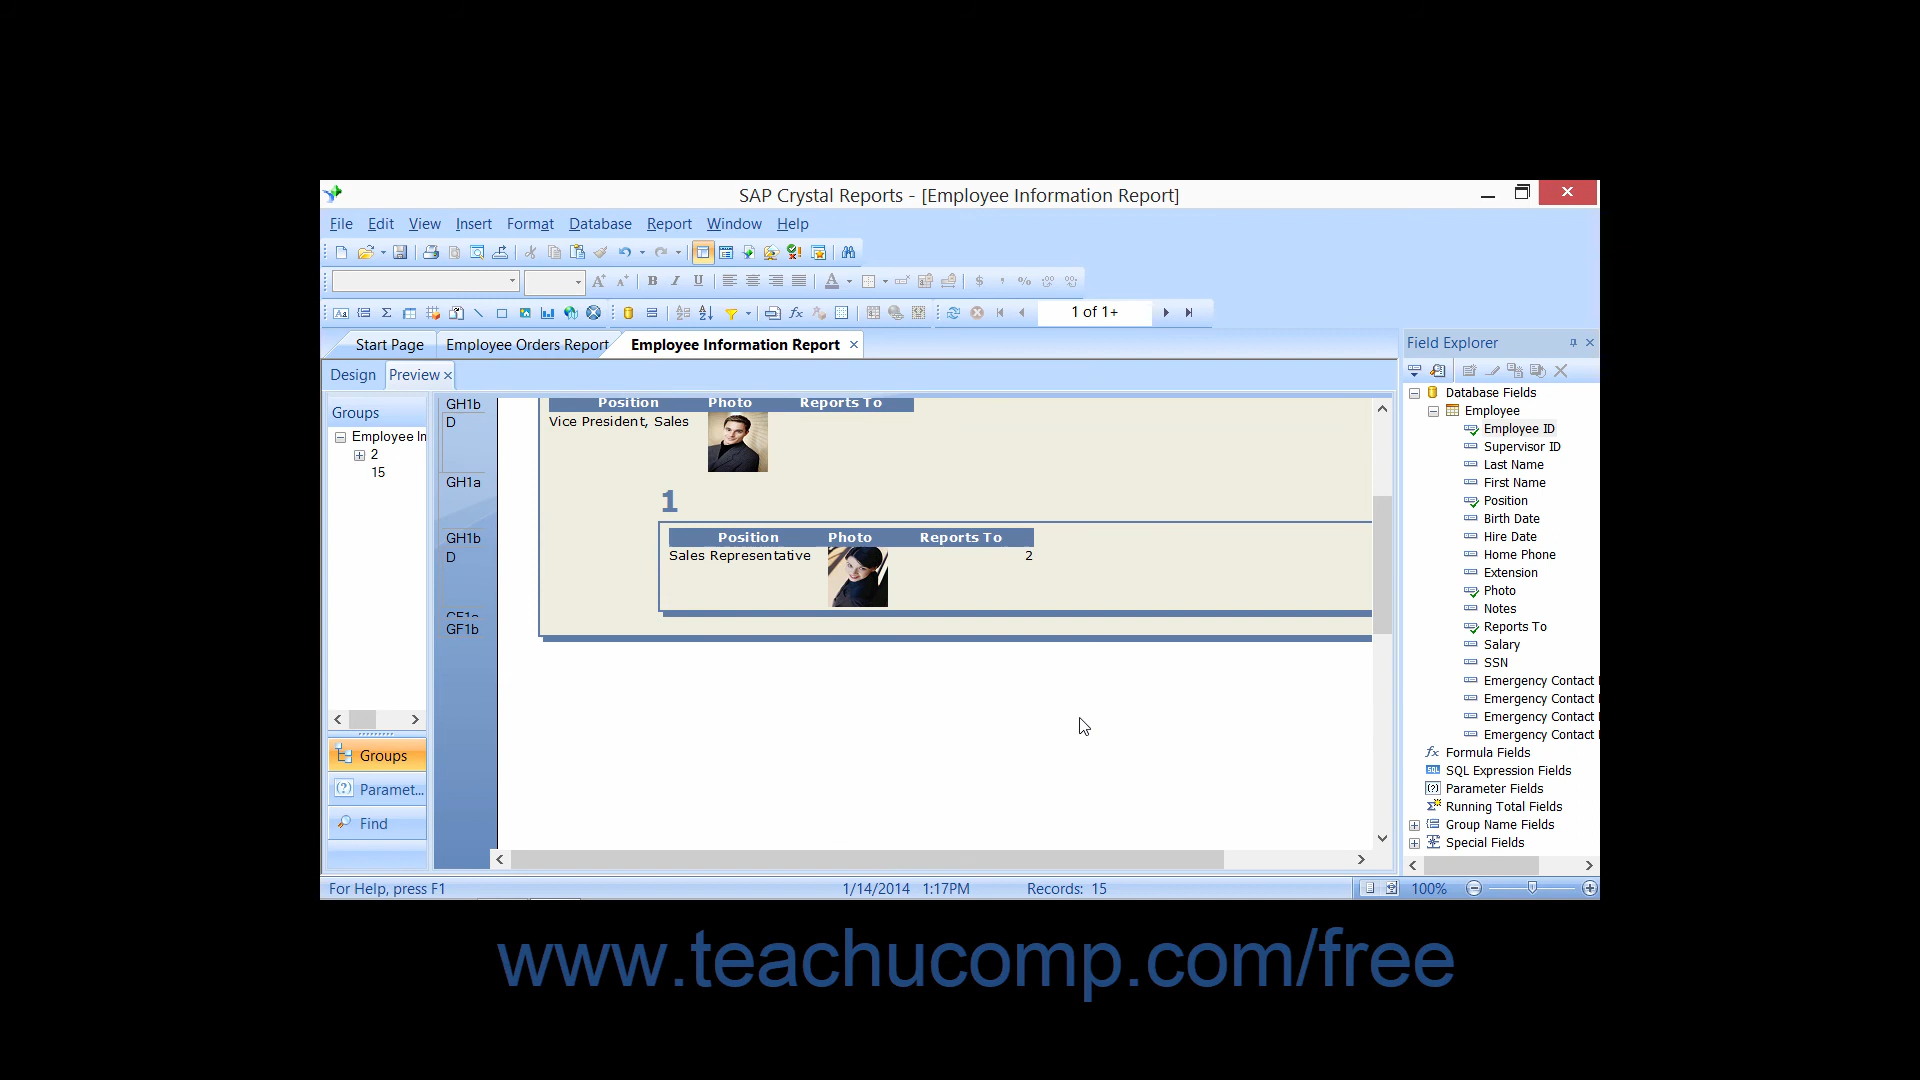 SAP Crystal Reports - [Employee Information Report]
File Edit View Insert Format Database Report Window Help
1 of 1+
Start Page Employee Orders Report Employee Information Report
Design Preview
Groups
Employee In
2
15
Groups
Paramet...
Find
GH1b
D
GH1a
GH1b
D
GF1b
Position Photo Reports To
Vice President, Sales
1
Position Photo Reports To
Sales Representative 2
Field Explorer
Database Fields
Employee
Employee ID
Supervisor ID
Last Name
First Name
Position
Birth Date
Hire Date
Home Phone
Extension
Photo
Notes
Reports To
Salary
SSN
Emergency Contact
Emergency Contact
Emergency Contact
Emergency Contact
Formula Fields
SQL Expression Fields
Parameter Fields
Running Total Fields
Group Name Fields
Special Fields
For Help, press F1 1/14/2014 1:17PM Records: 15 100%
www.teachucomp.com/free